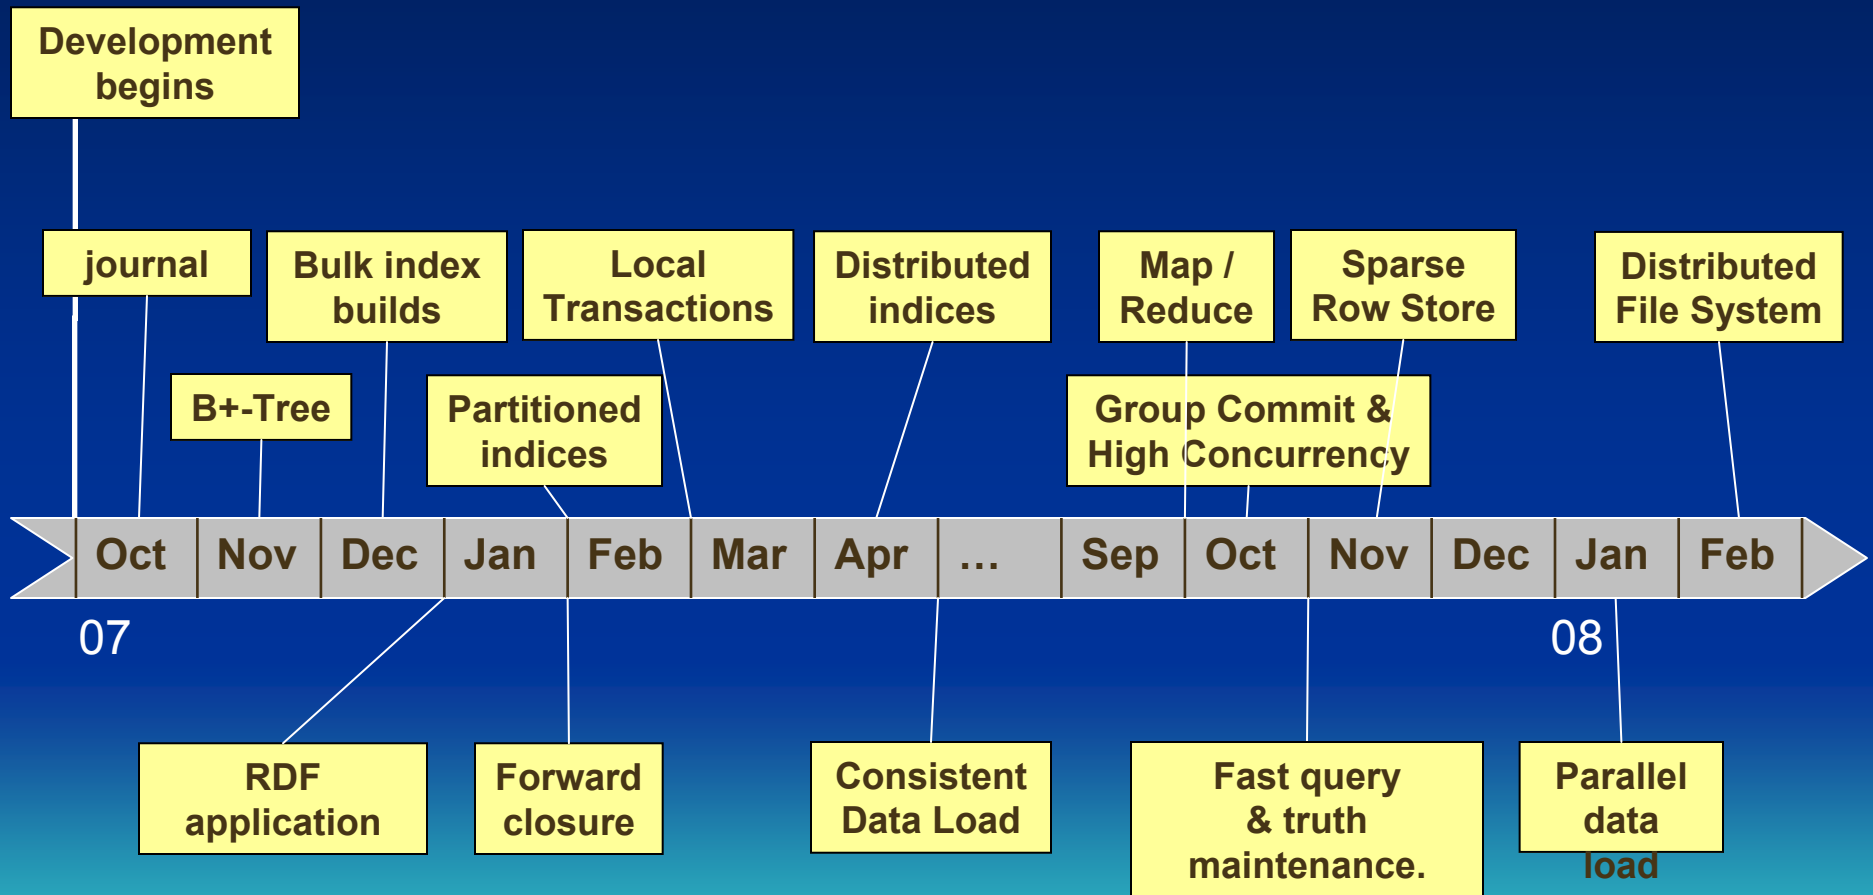 Development
begins
journal
Bulk index
builds
Local
Transactions
Distributed
indices
Map /
Reduce
Sparse
Row Store
Distributed
File System
B+-Tree
Partitioned
indices
Group Commit &
High Concurrency
Oct Nov Dec Jan Feb Mar Apr ... Sep Oct Nov Dec Jan Feb
07 08
RDF
application
Forward
closure
Consistent
Data Load
Fast query
& truth
maintenance.
Parallel
data
load